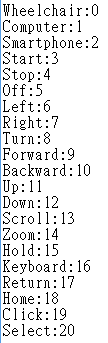 Wheelchair:0
Computer:1
Smartphone:2
Start:3
Stop:4
Off:5
Left:6
Right:7
Turn:8
Forward:9
Backward:10
Up:11
Down:12
Scroll:13
Zoom:14
Hold:15
Keyboard:16
Return:17
Home:18
Click:19
Select:20